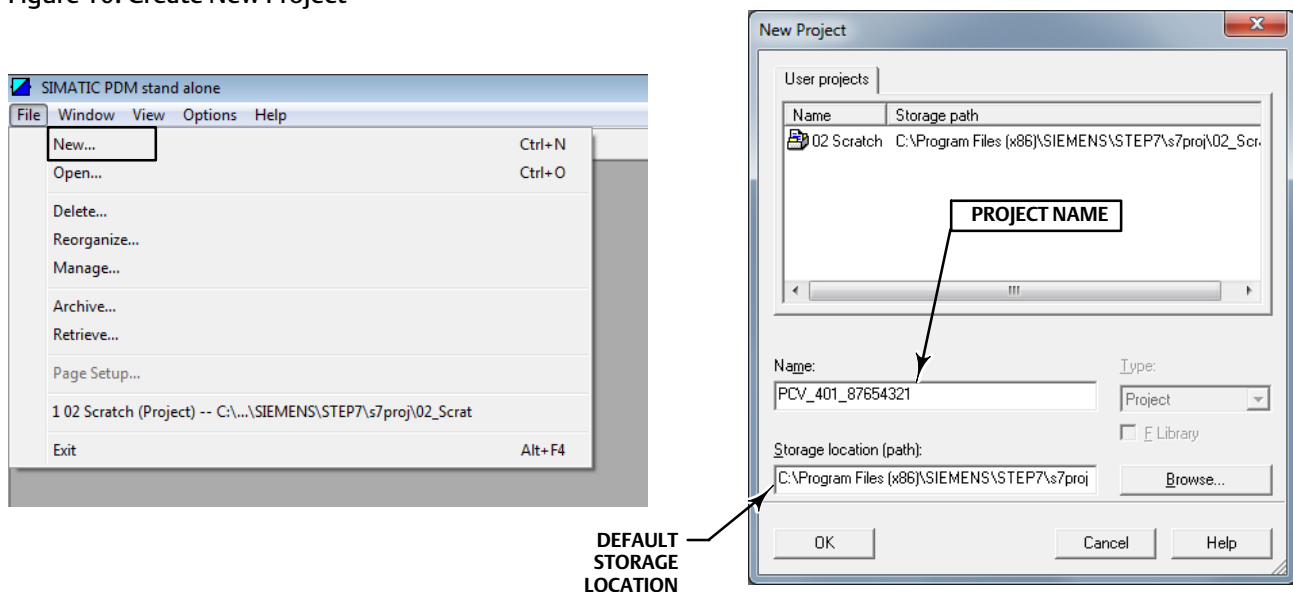 Figure 10. Create New Project
SIMATIC PDM stand alone
File Window View Options Help
New... Ctrl+N
Open... Ctrl+O
Delete...
Reorganize...
Manage...
Archive...
Retrieve...
Page Setup...
1 02 Scratch (Project) -- C:\...\SIEMENS\STEP7\s7proj\02_Scrat
Exit Alt+F4
New Project
User projects
Name Storage path
02 Scratch C:\Program Files (x86)\SIEMENS\STEP7\s7proj\02_Scr
PROJECT NAME
Name:
Type:
PCV_401_87654321
Project
F Library
Storage location (path):
C:\Program Files (x86)\SIEMENS\STEP7\s7proj
Browse...
OK Cancel Help
DEFAULT
STORAGE
LOCATION